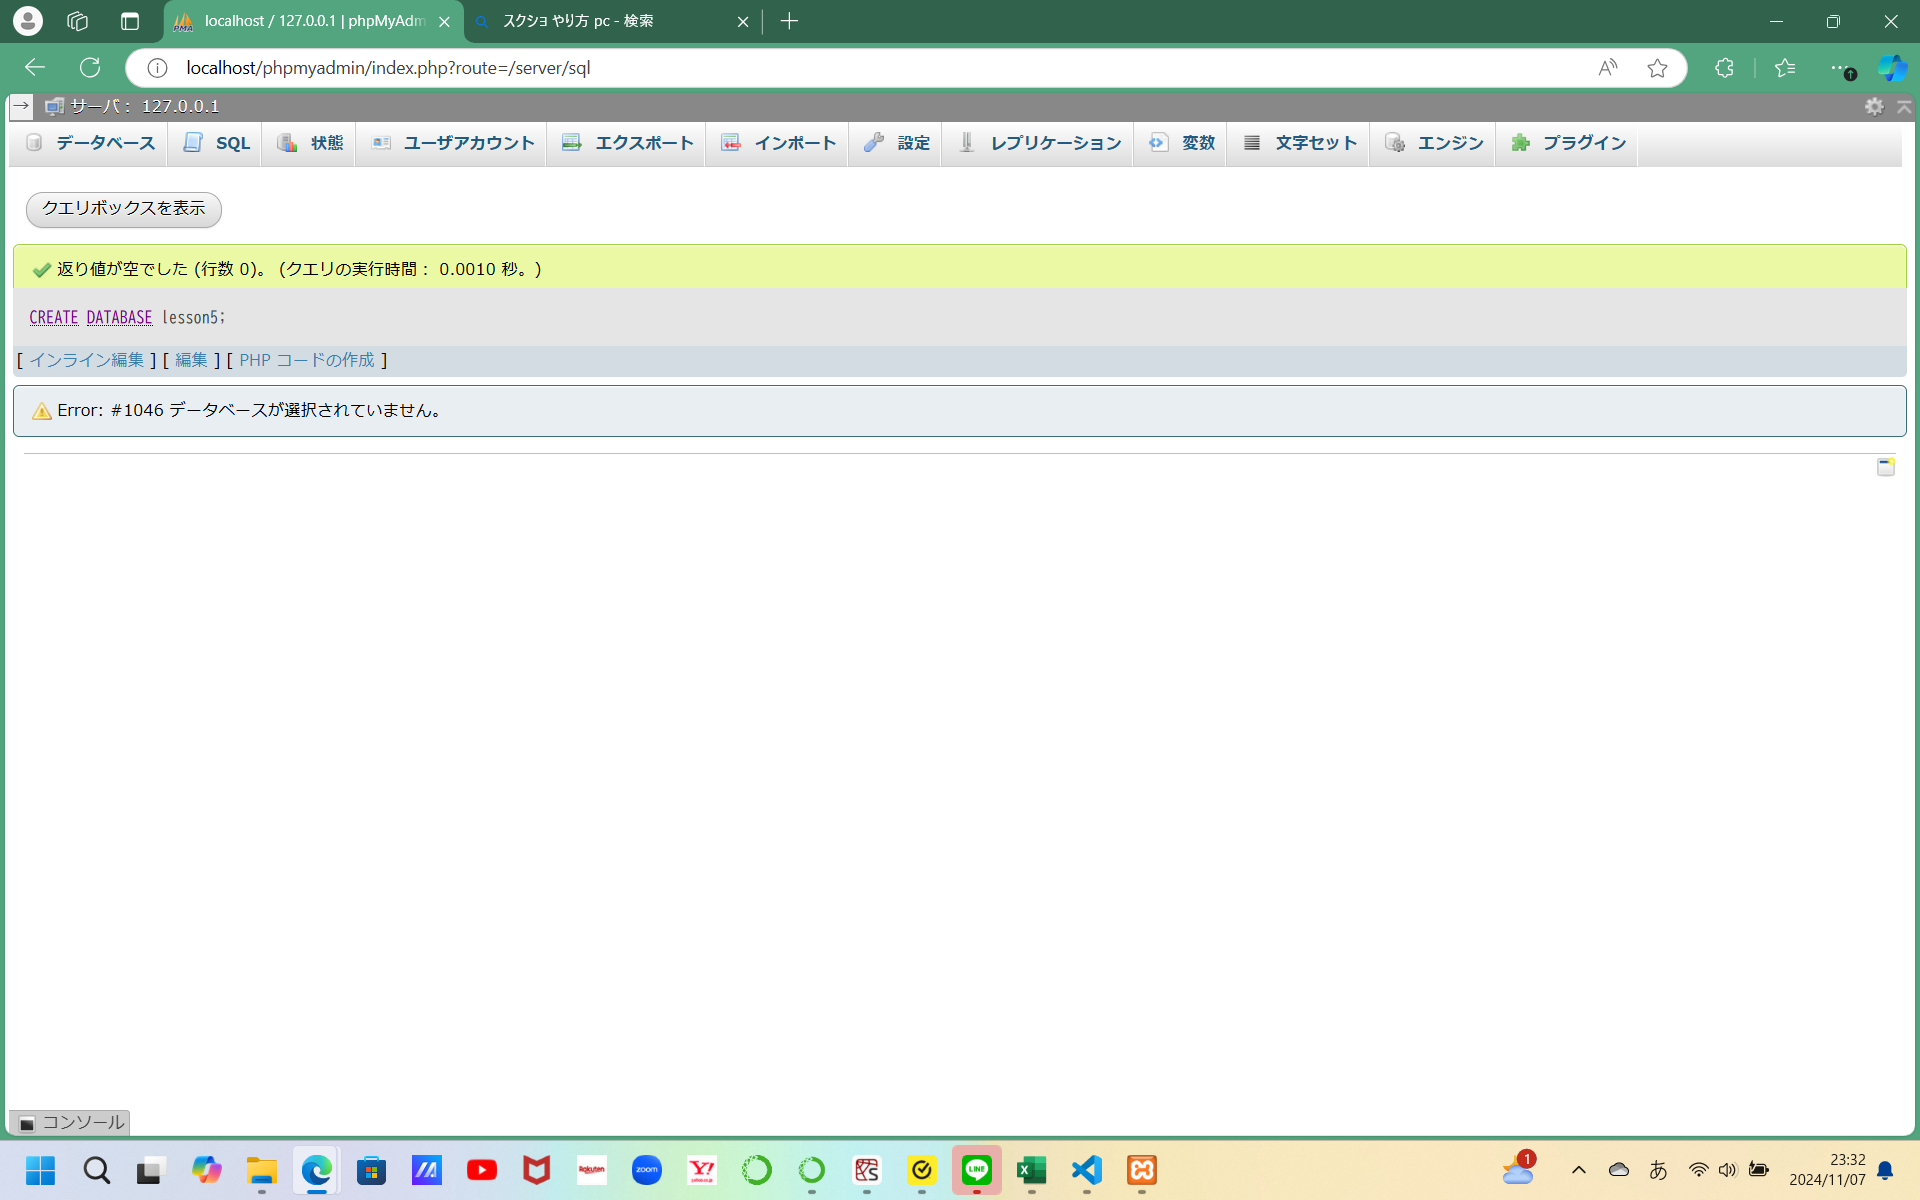 localhost / 127.0.0.1 | phpMyAdm
スクショ やり方 pc - 検索
localhost/phpmyadmin/index.php?route=/server/sql
サーバ： 127.0.0.1
データベース SQL 状態 ユーザアカウント エクスポート インポート 設定 レプリケーション 変数 文字セット エンジン プラグイン
クエリボックスを表示
返り値が空でした (行数 0)。 (クエリの実行時間： 0.0010 秒。)
CREATE DATABASE lesson5;
[ インライン編集 ] [ 編集 ] [ PHP コードの作成 ]
Error: #1046 データベースが選択されていません。
コンソール
Rakuten
zoom
Y!
LINE
1
あ
23:32
2024/11/07